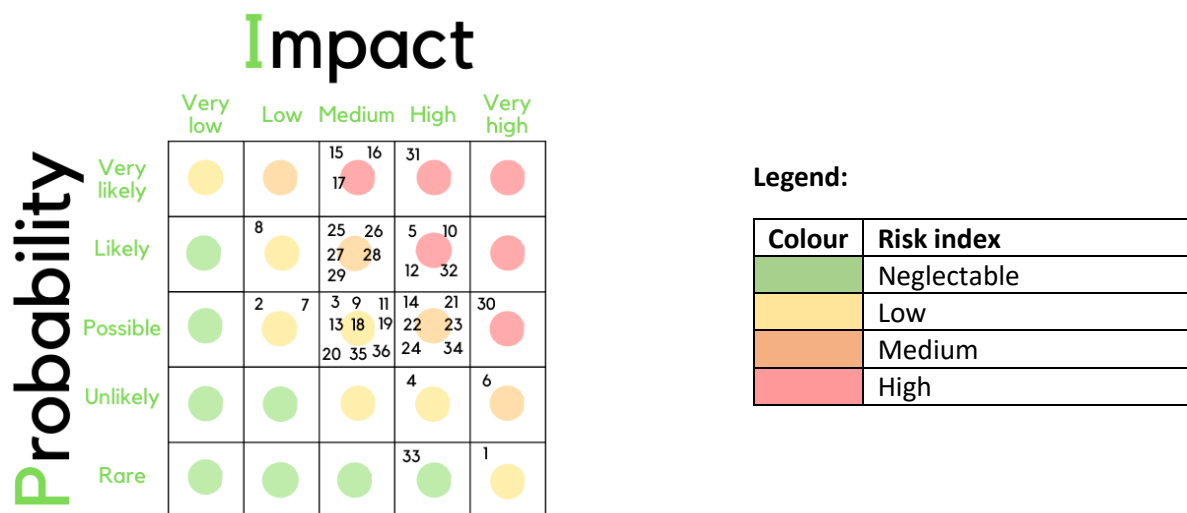 Impact
Very low
Low
Medium
High
Very high
Probability
Very likely
15 16
17
31
Likely
8
25 26
27 28
29
5 10
12 32
Possible
2 7
3 9 11
13 18 19
20 35 36
14 21
22 23
24 34
30
Unlikely
4
6
Rare
33
1
Legend:
Colour Risk index
Neglectable
Low
Medium
High